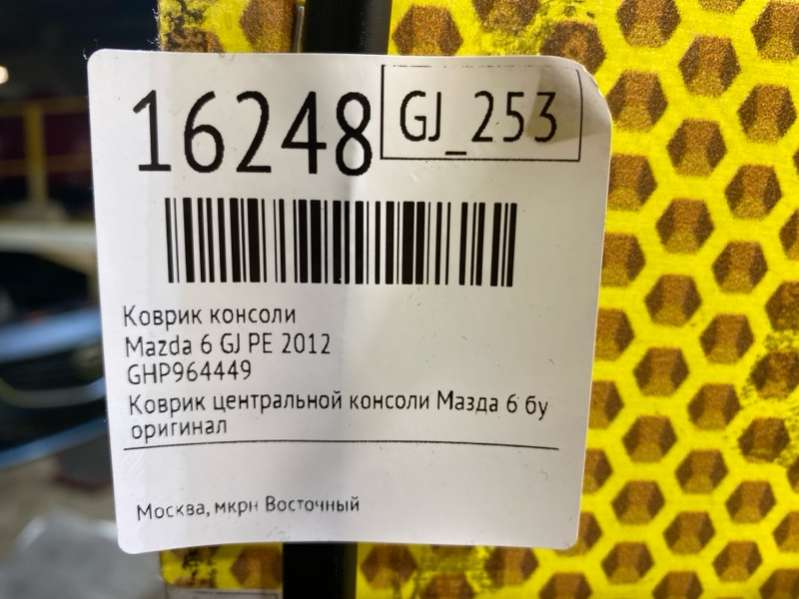 16248
GJ_253
Коврик консоли
Mazda 6 GJ PE 2012
GHP964449
Коврик центральной консоли Мазда 6 бу
оригинал
Москва, мкрн Восточный